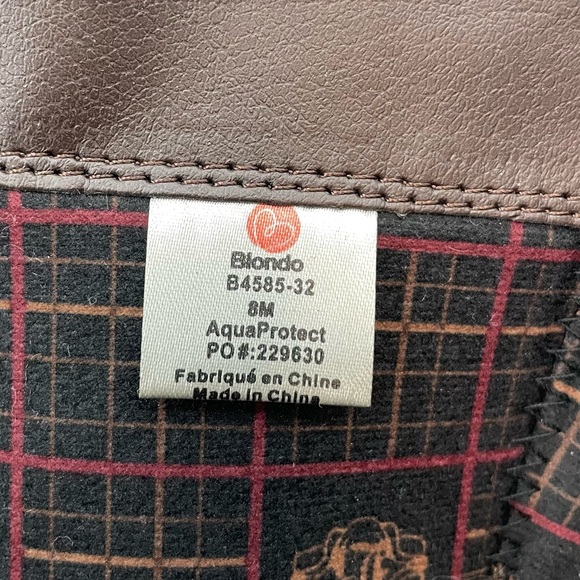 Blondo
B4585-32
8M
AquaProtect
PO#:229630
Fabriqué en Chine
Made in China